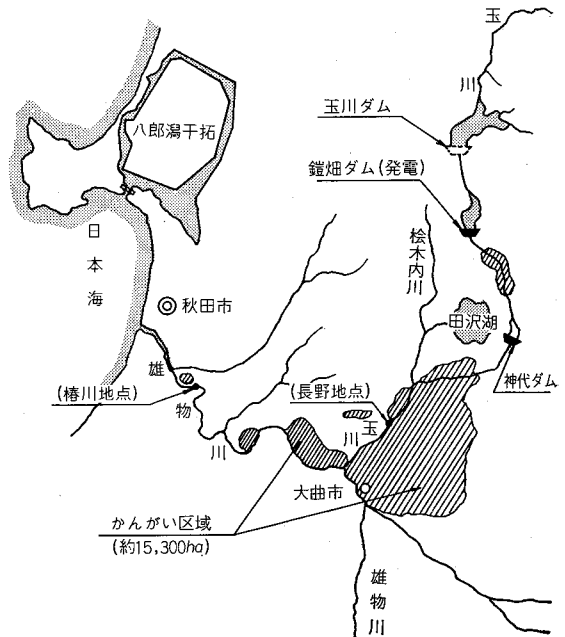 玉
川
玉川ダム
鎧畑ダム(発電)
八郎潟干拓
日本海
秋田市
桧木内川
田沢湖
神代ダム
(椿川地点)
雄物川
(長野地点)
玉川
大曲市
かんがい区域
(約15,300ha)
雄物川